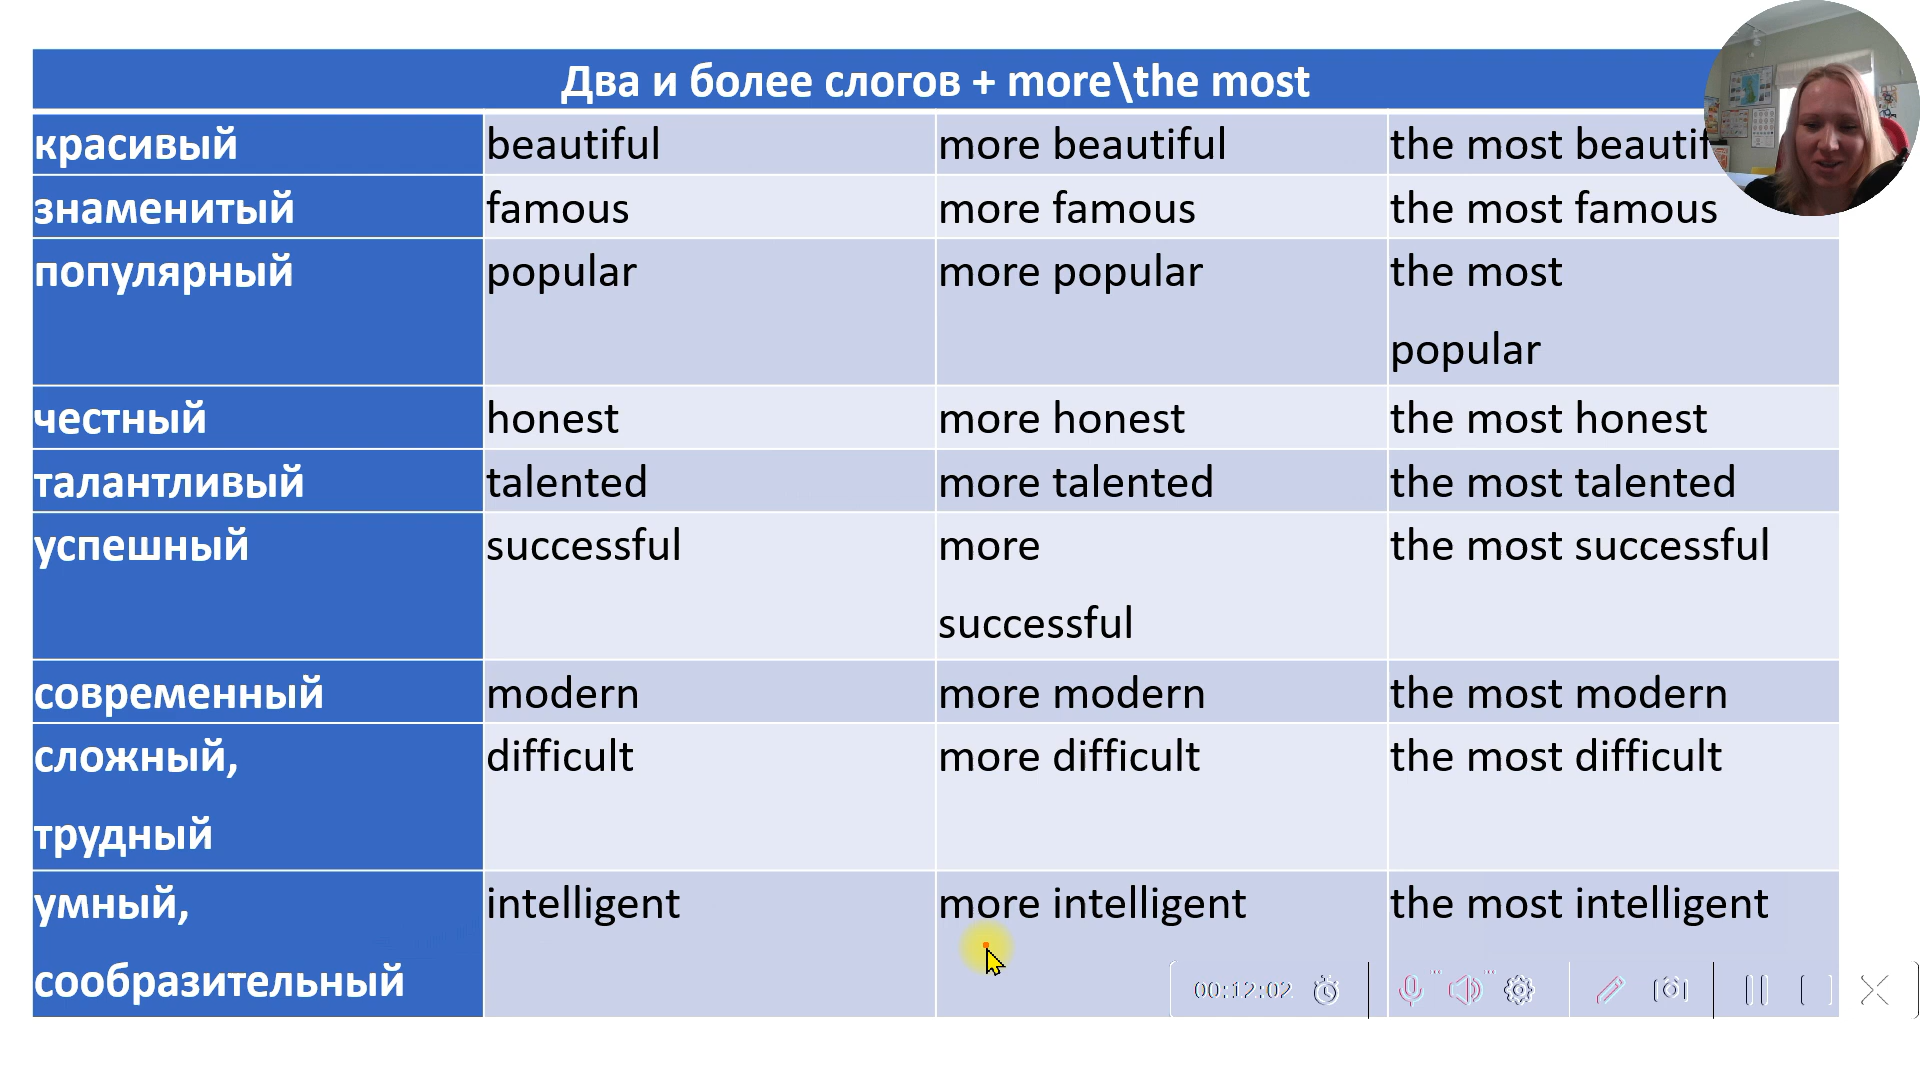 Два и более слогов + more\the most
красивый beautiful more beautiful the most beautif
знаменитый famous more famous the most famous
популярный popular more popular the most
popular
честный honest more honest the most honest
талантливый talented more talented the most talented
успешный successful more the most successful
successful
современный modern more modern the most modern
сложный, difficult more difficult the most difficult
трудный
умный, intelligent more intelligent the most intelligent
сообразительный
00:12:02